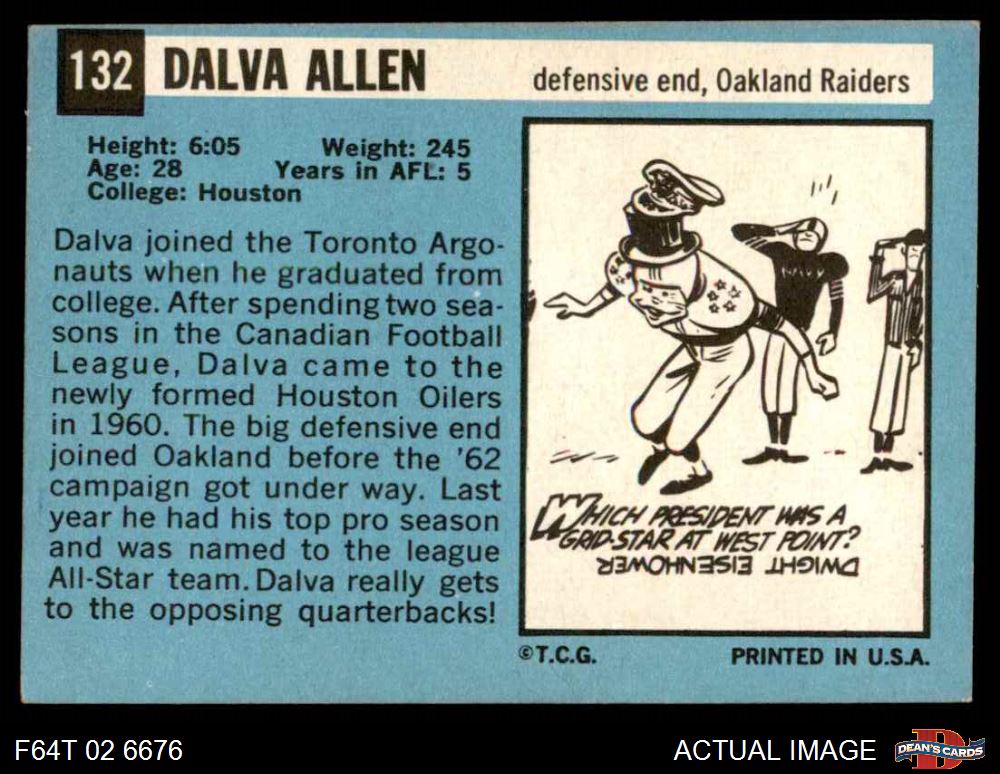 132 DALVA ALLEN
defensive end, Oakland Raiders
Height: 6:05 Weight: 245
Age: 28 Years in AFL: 5
College: Houston
Dalva joined the Toronto Argo-
nauts when he graduated from
college. After spending two sea-
sons in the Canadian Football
League, Dalva came to the
newly formed Houston Oilers
in 1960. The big defensive end
joined Oakland before the '62
campaign got under way. Last
year he had his top pro season
and was named to the league
All-Star team. Dalva really gets
to the opposing quarterbacks!
WHICH PRESIDENT WAS A
GRID-STAR AT WEST POINT?
DWIGHT EISENHOWER
©T.C.G. PRINTED IN U.S.A.
F64T 02 6676
ACTUAL IMAGE
D
DEAN'S CARDS